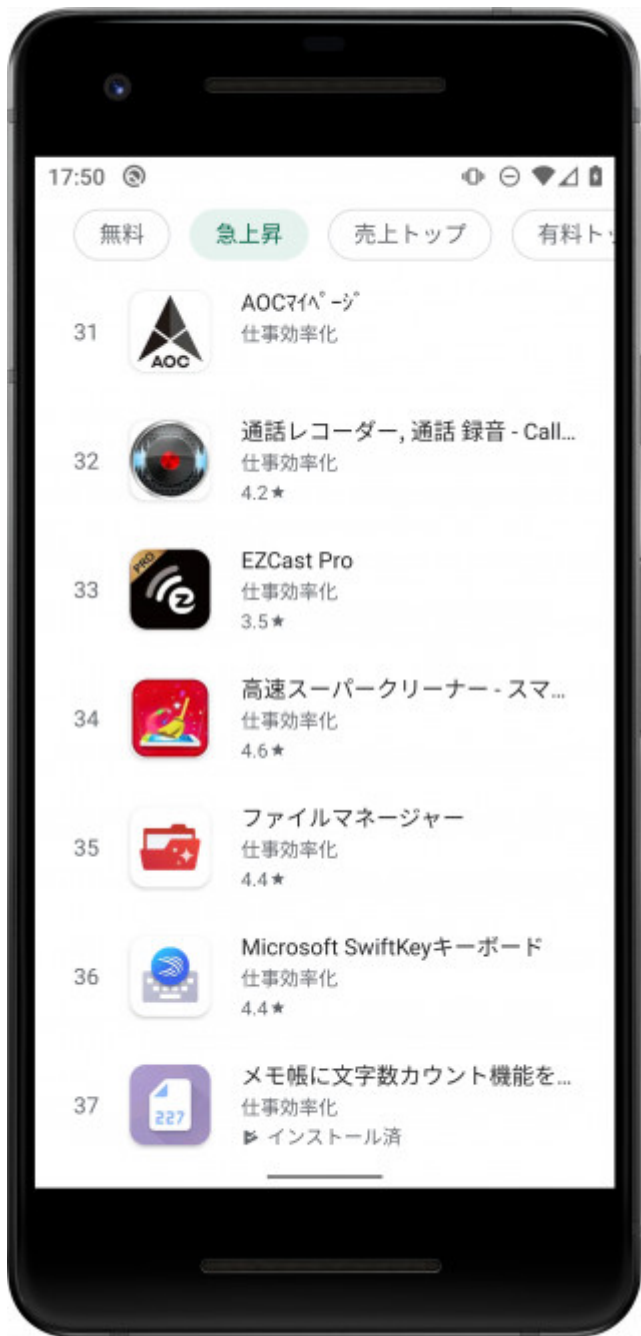 17:50
無料 急上昇 売上トップ 有料ト
31
AOC
AOCﾏｲﾍﾟｰｼﾞ
仕事効率化
32
通話レコーダー, 通話 録音 - Call...
仕事効率化
4.2★
33
PRO
EZCast Pro
仕事効率化
3.5★
34
高速スーパークリーナー - スマ...
仕事効率化
4.6★
35
ファイルマネージャー
仕事効率化
4.4★
36
Microsoft SwiftKeyキーボード
仕事効率化
4.4★
37
227
メモ帳に文字数カウント機能を...
仕事効率化
インストール済